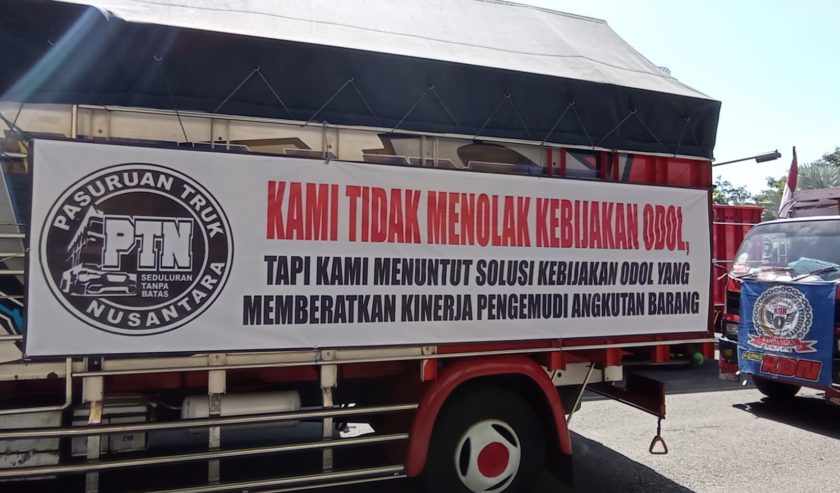 PASURUAN TRUK
PTN
SEDULURAN
TANPA
BATAS
NUSANTARA
KAMI TIDAK MENOLAK KEBIJAKAN ODOL,
TAPI KAMI MENUNTUT SOLUSI KEBIJAKAN ODOL YANG
MEMBERATKAN KINERJA PENGEMUDI ANGKUTAN BARANG
KDN